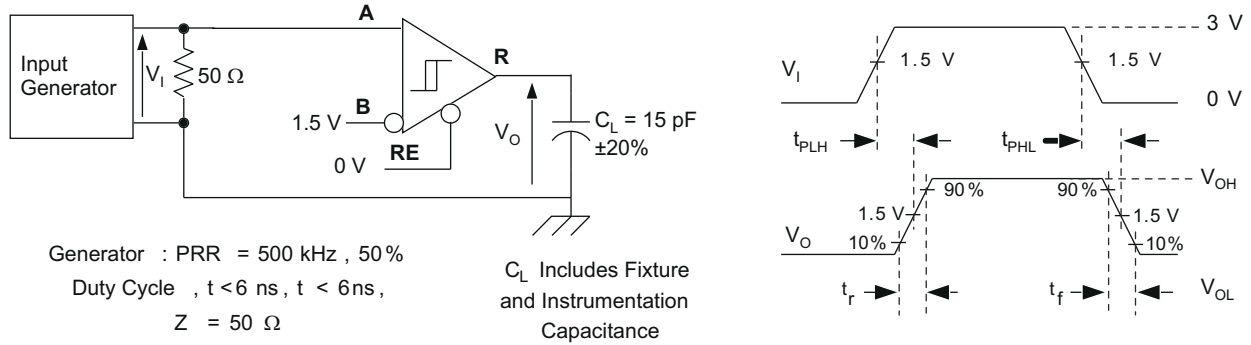 A
R
Input
Generator
V_I
50 Ω
B
1.5 V
RE
0 V
V_O
C_L = 15 pF
±20%
Generator : PRR = 500 kHz , 50%
Duty Cycle , t <6 ns , t < 6ns ,
Z = 50 Ω
C_L Includes Fixture
and Instrumentation
Capacitance
3 V
V_I
1.5 V
1.5 V
0 V
t_PLH
t_PHL
V_OH
90%
90%
1.5 V
1.5 V
V_O
10%
10%
t_r
t_f
V_OL